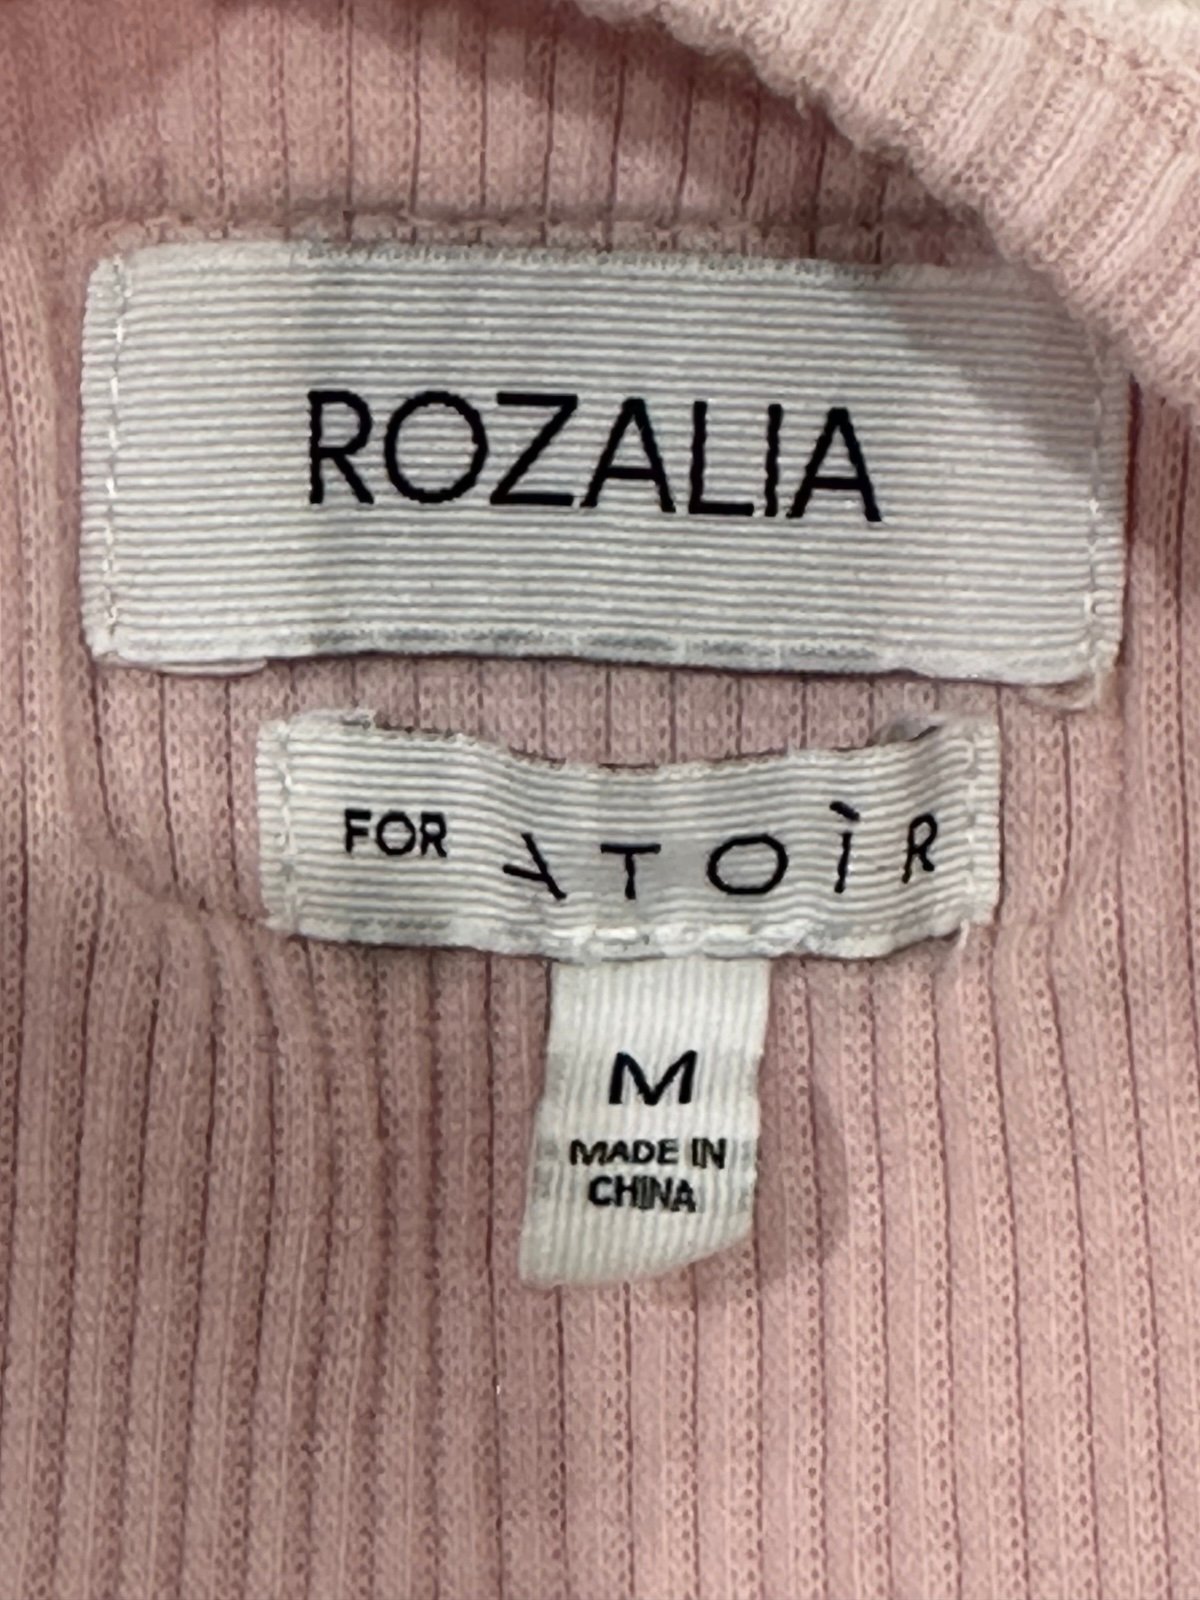 ROZALIA
FOR ATOÌR
M
MADE IN
CHINA